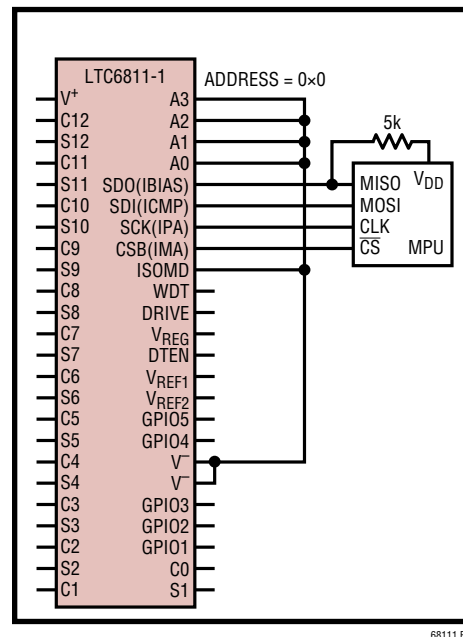 LTC6811-1
ADDRESS = 0×0
V+
C12
S12
C11
S11
C10
S10
C9
S9
C8
S8
C7
S7
C6
S6
C5
S5
C4
S4
C3
S3
C2
S2
C1
A3
A2
A1
A0
SDO(IBIAS)
SDI(ICMP)
SCK(IPA)
CSB(IMA)
ISOMD
WDT
DRIVE
VREG
DTEN
VREF1
VREF2
GPIO5
GPIO4
V–
V–
GPIO3
GPIO2
GPIO1
C0
S1
5k
MISO VDD
MOSI
CLK
CS MPU